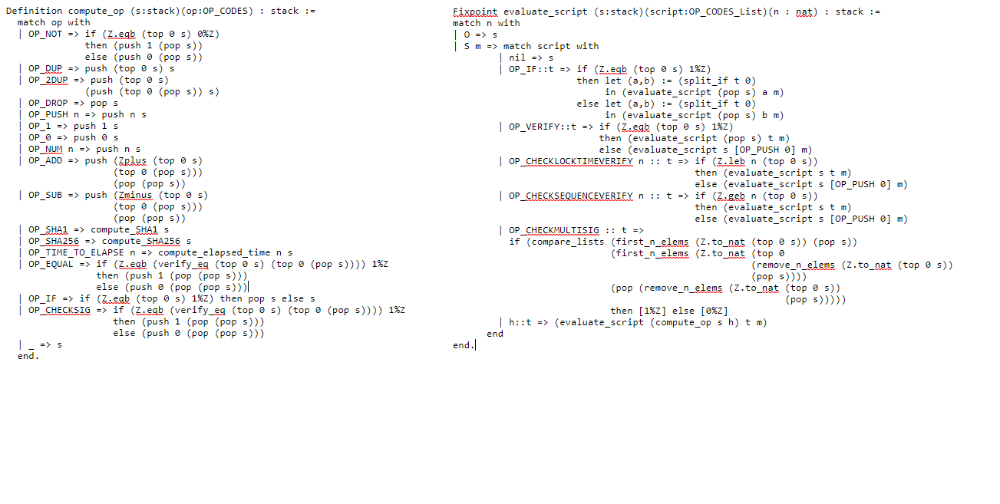 Definition compute_op (s:stack)(op:OP_CODES) : stack :=
match op with
| OP_NOT => if (Z.eqb (top 0 s) 0%Z)
then (push 1 (pop s))
else (push 0 (pop s))
| OP_DUP => push (top 0 s) s
| OP_2DUP => push (top 0 s)
(push (top 0 (pop s)) s)
| OP_DROP => pop s
| OP_PUSH n => push n s
| OP_1 => push 1 s
| OP_0 => push 0 s
| OP_NUM n => push n s
| OP_ADD => push (Zplus (top 0 s)
(top 0 (pop s)))
(pop (pop s))
| OP_SUB => push (Zminus (top 0 s)
(top 0 (pop s)))
(pop (pop s))
| OP_SHA1 => compute_SHA1 s
| OP_SHA256 => compute_SHA256 s
| OP_TIME_TO_ELAPSE n => compute_elapsed_time n s
| OP_EQUAL => if (Z.eqb (verify_eq (top 0 s) (top 0 (pop s)))) 1%Z
then (push 1 (pop (pop s)))
else (push 0 (pop (pop s)))
| OP_IF => if (Z.eqb (top 0 s) 1%Z) then pop s else s
| OP_CHECKSIG => if (Z.eqb (verify_eq (top 0 s) (top 0 (pop s)))) 1%Z
then (push 1 (pop (pop s)))
else (push 0 (pop (pop s)))
| _ => s
end.
Fixpoint evaluate_script (s:stack)(script:OP_CODES_List)(n : nat) : stack :=
match n with
| O => s
| S m => match script with
| nil => s
| OP_IF::t => if (Z.eqb (top 0 s) 1%Z)
then let (a,b) := (split_if t 0)
in (evaluate_script (pop s) a m)
else let (a,b) := (split_if t 0)
in (evaluate_script (pop s) b m)
| OP_VERIFY::t => if (Z.eqb (top 0 s) 1%Z)
then (evaluate_script (pop s) t m)
else (evaluate_script s [OP_PUSH 0] m)
| OP_CHECKLOCKTIMEVERIFY n :: t => if (Z.leb n (top 0 s))
then (evaluate_script s t m)
else (evaluate_script s [OP_PUSH 0] m)
| OP_CHECKSEQUENCEVERIFY n :: t => if (Z.geb n (top 0 s))
then (evaluate_script s t m)
else (evaluate_script s [OP_PUSH 0] m)
| OP_CHECKMULTISIG :: t =>
if (compare_lists (first_n_elems (Z.to_nat (top 0 s)) (pop s))
(first_n_elems (Z.to_nat (top 0
(remove_n_elems (Z.to_nat (top 0 s))
(pop s))))
(pop (remove_n_elems (Z.to_nat (top 0 s))
(pop s)))))
then [1%Z] else [0%Z]
| h::t => (evaluate_script (compute_op s h) t m)
end
end.